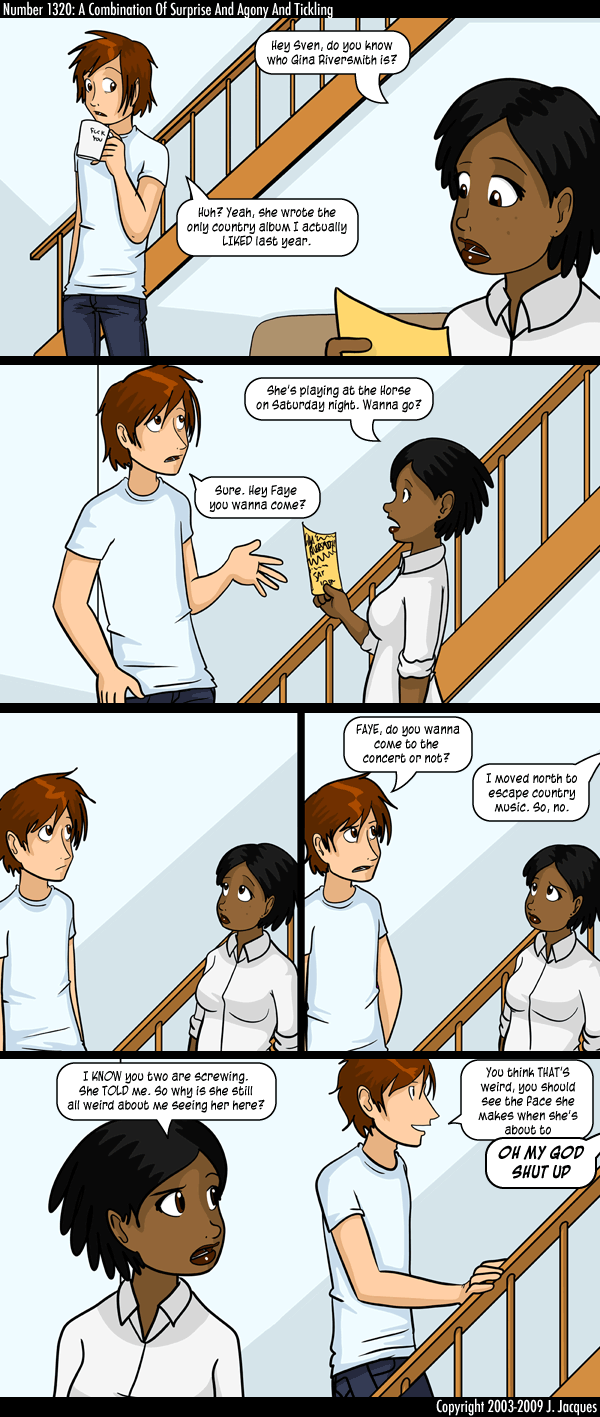 Number 1320: A Combination Of Surprise And Agony And Tickling
Hey Sven, do you know
who Gina Riversmith is?
FUCK
YOU
Huh? Yeah, she wrote the
only country album I actually
LIKED last year.
She's playing at the Horse
on Saturday night. Wanna go?
Sure. Hey Faye
you wanna come?
SAT
FAYE, do you wanna
come to the
concert or not?
I moved north to
escape country
music. So, no.
I KNOW you two are screwing.
She TOLD me. So why is she still
all weird about me seeing her here?
You think THAT'S
weird, you should
see the face she
makes when she's
about to
OH MY GOD
SHUT UP
Copyright 2003-2009 J. Jacques